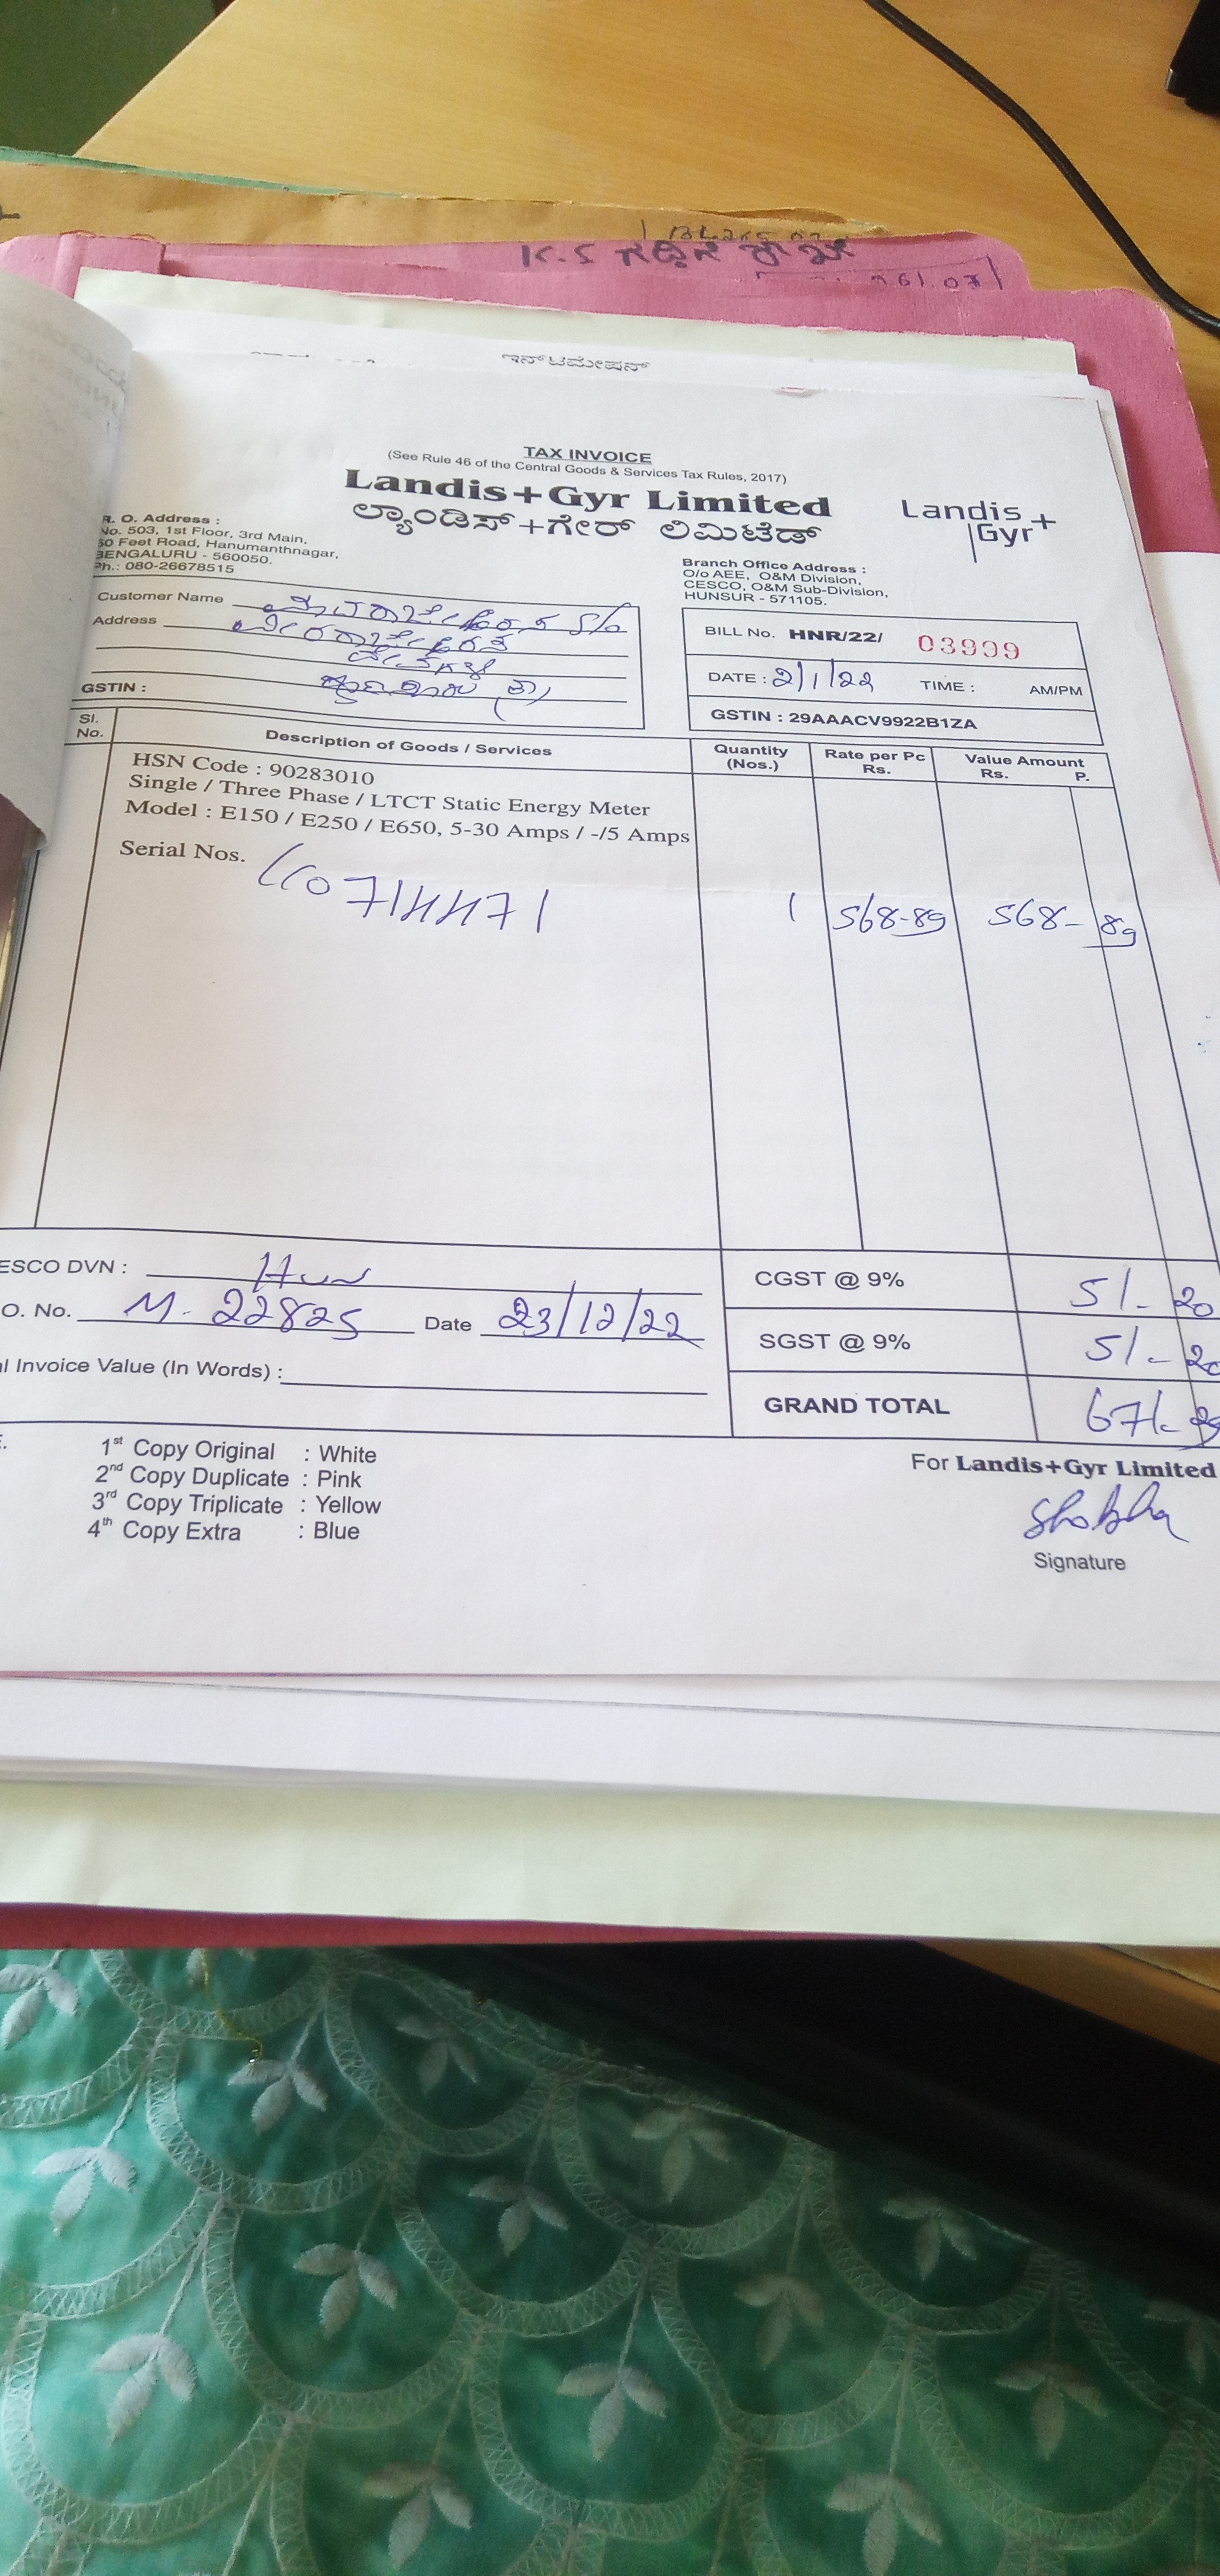 K.S
961.07
ಇನ್‌ಟಿಮೇಷನ್
TAX INVOICE
(See Rule 46 of the Central Goods & Services Tax Rules, 2017)
Landis+Gyr Limited
ಲ್ಯಾಂಡಿಸ್+ಗೇರ್ ಲಿಮಿಟೆಡ್
Landis+
Gyr
R. O. Address :
No. 503, 1st Floor, 3rd Main,
50 Feet Road, Hanumanthnagar,
BENGALURU - 560050.
Ph.: 080-26678515
Branch Office Address :
O/o AEE, O&M Division,
CESCO, O&M Sub-Division,
HUNSUR - 571105.
Customer Name S/o
Address
GSTIN :
BILL No. HNR/22/ 03999
DATE : 2/1/22 TIME : AM/PM
GSTIN : 29AAACV9922B1ZA
Sl. No. Description of Goods / Services Quantity (Nos.) Rate per Pc Rs. Value Amount Rs. P.
HSN Code : 90283010
Single / Three Phase / LTCT Static Energy Meter
Model : E150 / E250 / E650, 5-30 Amps / -/5 Amps
Serial Nos.
1 568-89 568-89
ESCO DVN : Hun
O. No. M- 22825 Date 23/12/22
l Invoice Value (In Words) :
CGST @ 9% 51-20
SGST @ 9% 51-20
GRAND TOTAL 671-29
1st Copy Original : White
2nd Copy Duplicate : Pink
3rd Copy Triplicate : Yellow
4th Copy Extra : Blue
For Landis+Gyr Limited
Shobha
Signature